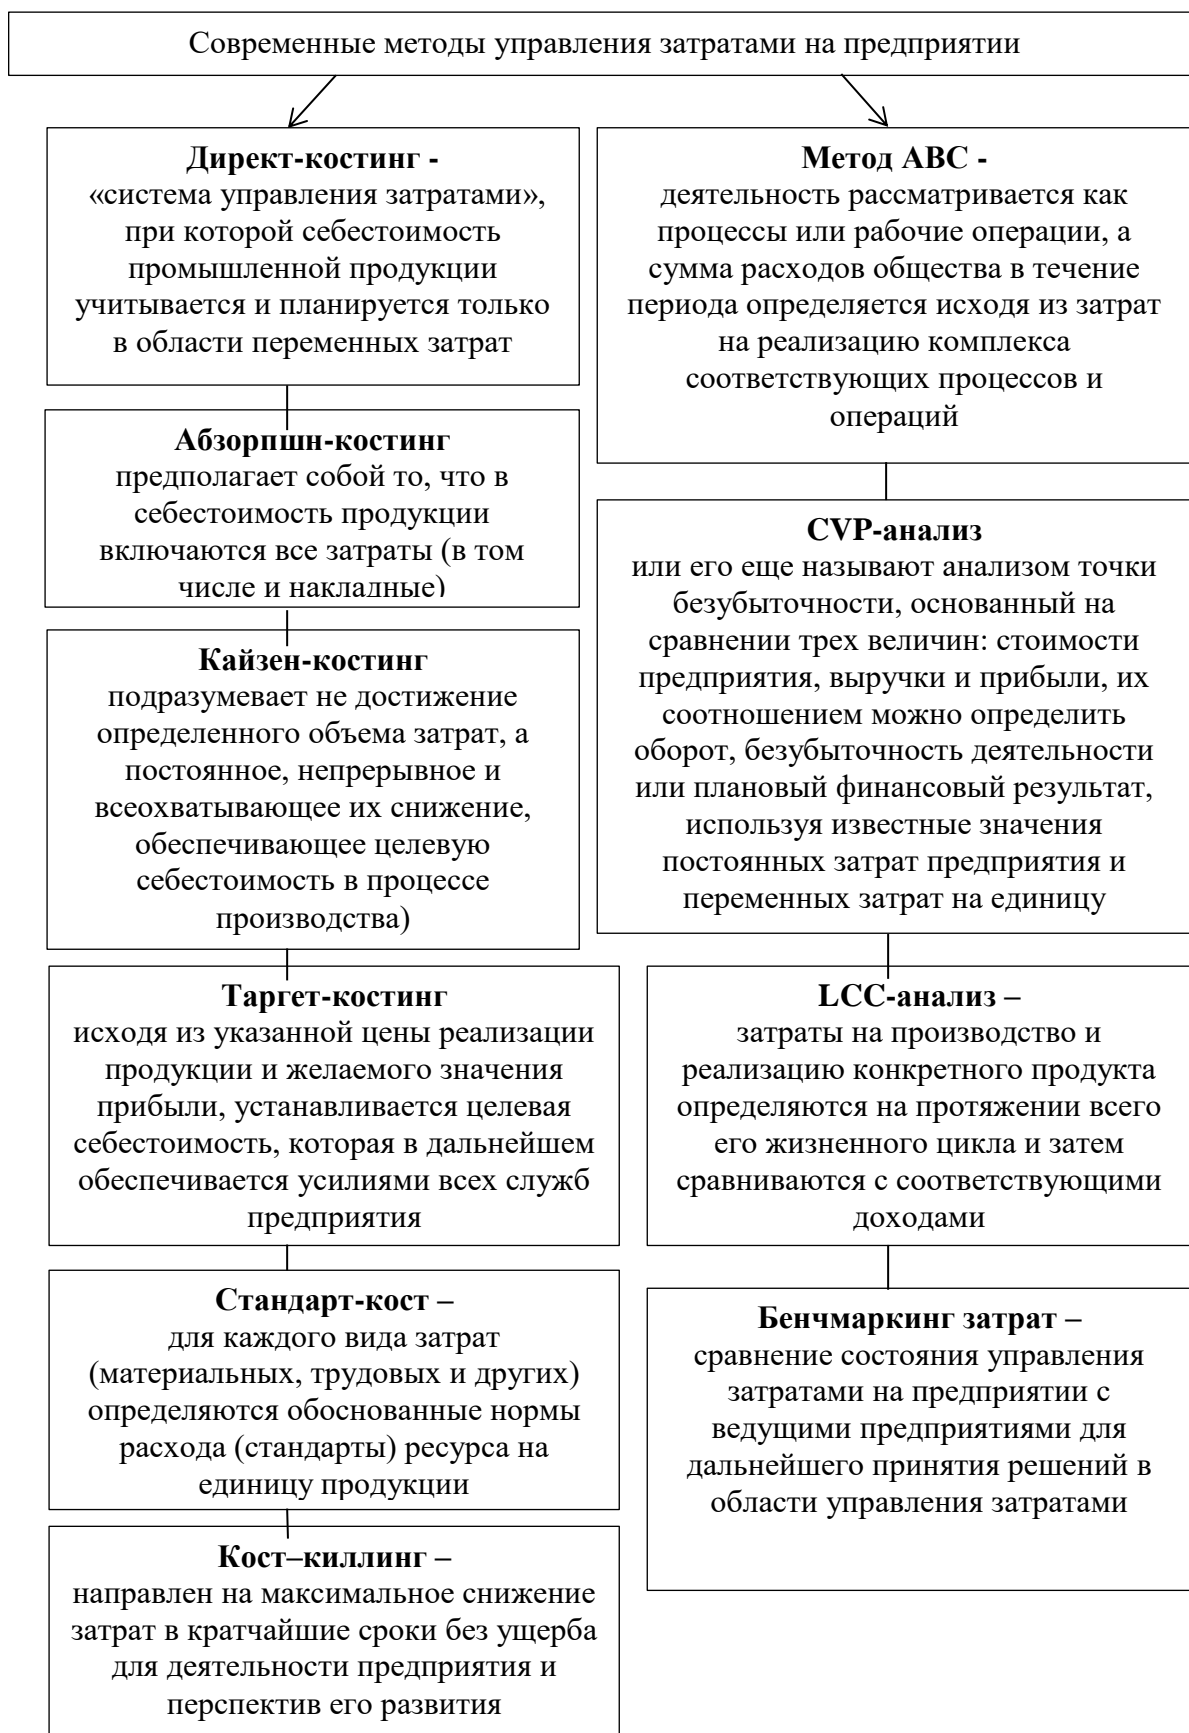 Современные методы управления затратами на предприятии
Директ-костинг -
«система управления затратами»,
при которой себестоимость
промышленной продукции
учитывается и планируется только
в области переменных затрат
Абзорпшн-костинг
предполагает собой то, что в
себестоимость продукции
включаются все затраты (в том
числе и накладные)
Кайзен-костинг
подразумевает не достижение
определенного объема затрат, а
постоянное, непрерывное и
всеохватывающее их снижение,
обеспечивающее целевую
себестоимость в процессе
производства)
Таргет-костинг
исходя из указанной цены реализации
продукции и желаемого значения
прибыли, устанавливается целевая
себестоимость, которая в дальнейшем
обеспечивается усилиями всех служб
предприятия
Стандарт-кост –
для каждого вида затрат
(материальных, трудовых и других)
определяются обоснованные нормы
расхода (стандарты) ресурса на
единицу продукции
Кост–киллинг –
направлен на максимальное снижение
затрат в кратчайшие сроки без ущерба
для деятельности предприятия и
перспектив его развития
Метод АВС -
деятельность рассматривается как
процессы или рабочие операции, а
сумма расходов общества в течение
периода определяется исходя из затрат
на реализацию комплекса
соответствующих процессов и
операций
CVP-анализ
или его еще называют анализом точки
безубыточности, основанный на
сравнении трех величин: стоимости
предприятия, выручки и прибыли, их
соотношением можно определить
оборот, безубыточность деятельности
или плановый финансовый результат,
используя известные значения
постоянных затрат предприятия и
переменных затрат на единицу
LCC-анализ –
затраты на производство и
реализацию конкретного продукта
определяются на протяжении всего
его жизненного цикла и затем
сравниваются с соответствующими
доходами
Бенчмаркинг затрат –
сравнение состояния управления
затратами на предприятии с
ведущими предприятиями для
дальнейшего принятия решений в
области управления затратами